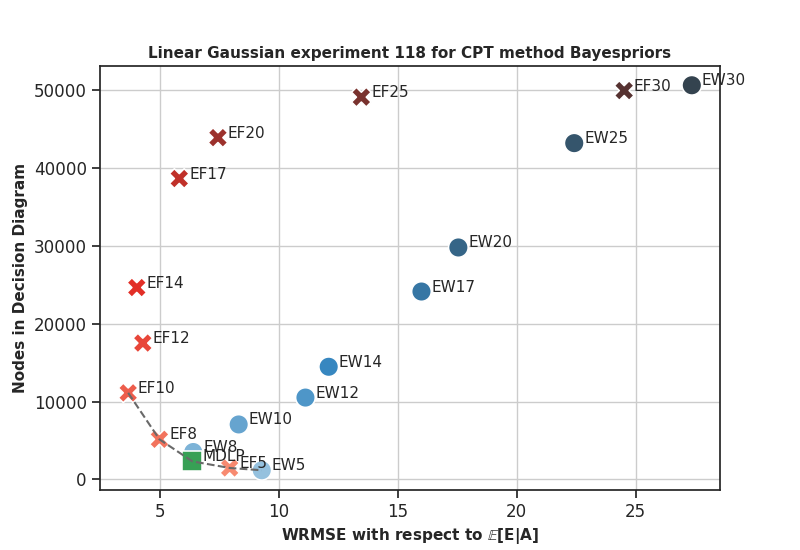 Linear Gaussian experiment 118 for CPT method Bayespriors
Nodes in Decision Diagram
50000
40000
30000
20000
10000
0
EW30
EF30
EF25
EW25
EF20
EF17
EW20
EW17
EF14
EF12
EW14
EW12
EF10
EW10
EF8
EW8
MDLP
EF5
EW5
5
10
15
20
25
WRMSE with respect to 𝔼[E|A]